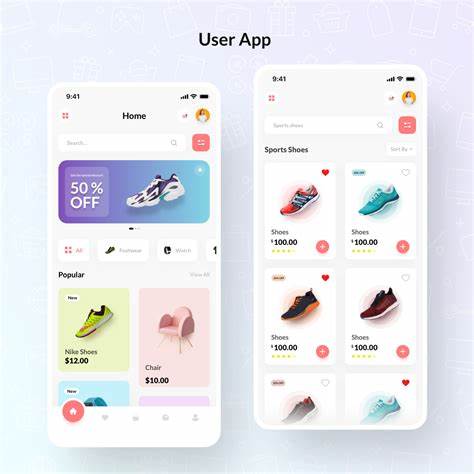 User App
9:41
Home
Search...
50 %
OFF
All
Footwear
Watch
Popular
View All
New
Nike Shoes
$12.00
Chair
$10.00
New
9:41
Sports shoes
Sports Shoes
Sort By
Shoes
$100.00
Shoes
$100.00
Shoes
$100.00
Shoes
$100.00